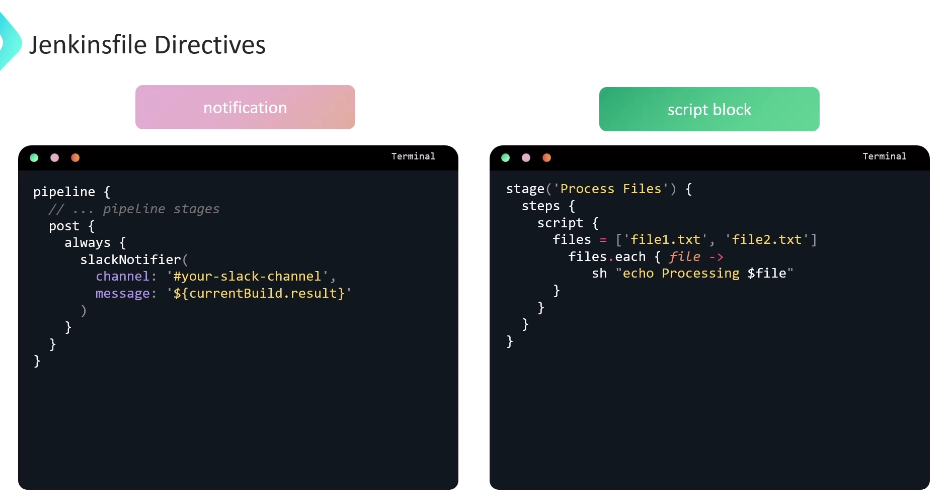 Jenkinsfile Directives
notification
Terminal
pipeline {
  // ... pipeline stages
  post {
    always {
      slackNotifier(
        channel: '#your-slack-channel',
        message: '${currentBuild.result}'
      )
    }
  }
}
script block
Terminal
stage('Process Files') {
  steps {
    script {
      files = ['file1.txt', 'file2.txt']
        files.each { file ->
           sh "echo Processing $file"
      }
    }
  }
}